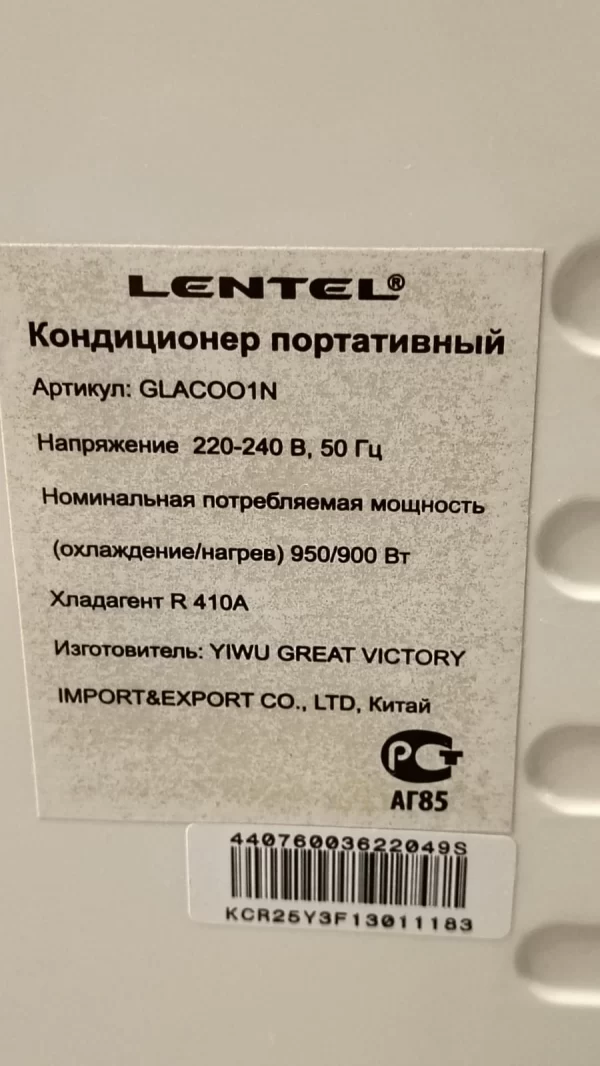 LENTEL®
Кондиционер портативный
Артикул: GLACOO1N
Напряжение 220-240 В, 50 Гц
Номинальная потребляемая мощность
(охлаждение/нагрев) 950/900 Вт
Хладагент R 410A
Изготовитель: YIWU GREAT VICTORY
IMPORT&EXPORT CO., LTD, Китай
РСТ
АГ85
44076003622049S
KCR25Y3F13011183